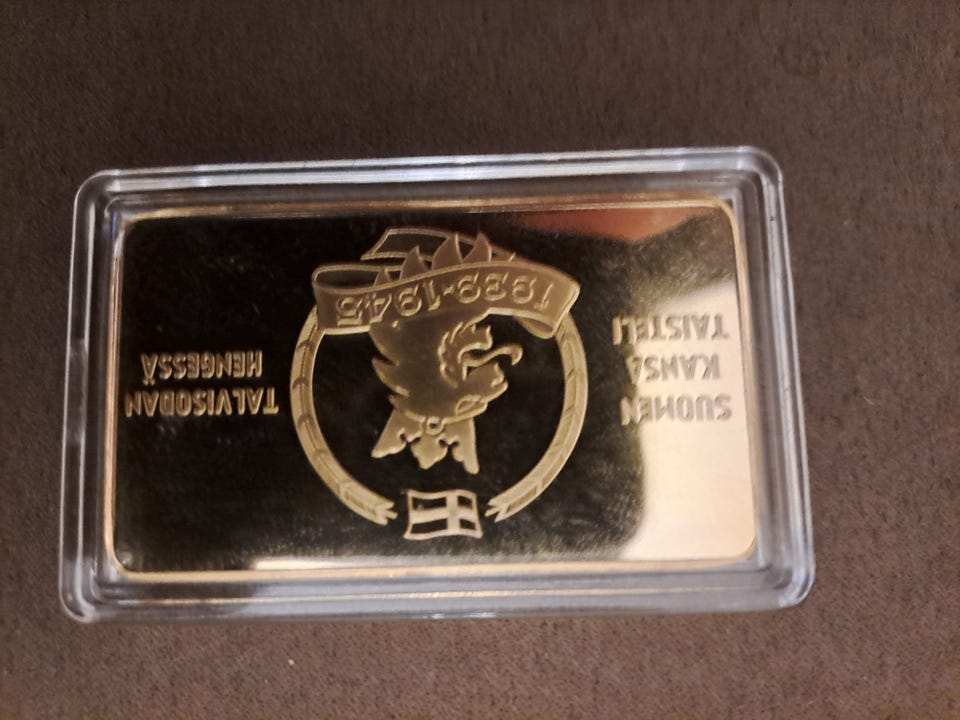 SUOMEN
KANSA
TAISTELI
1939-1945
TALVISODAN
HENGESSÄ